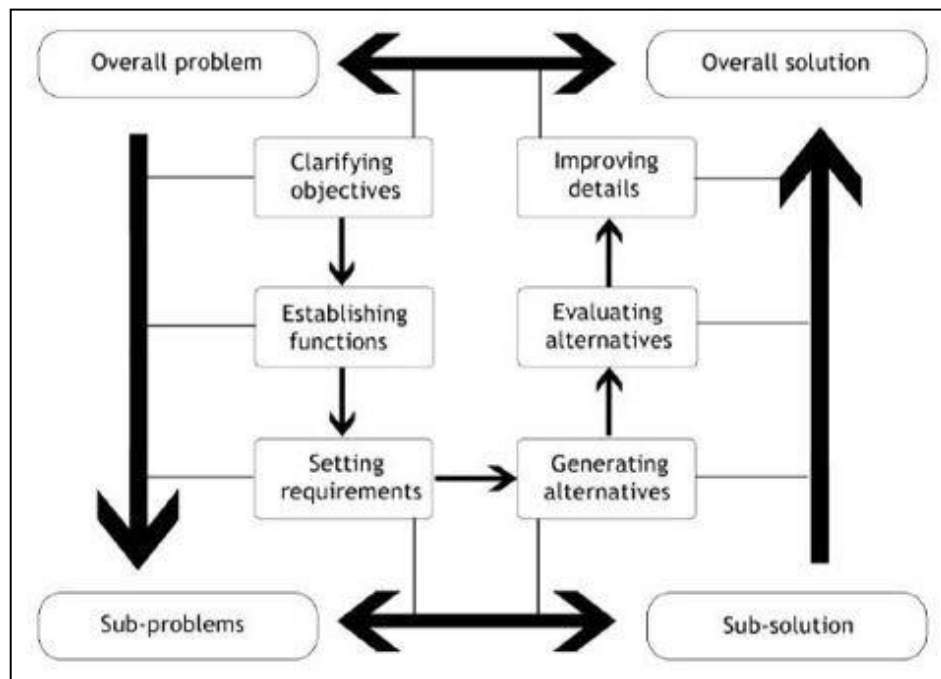 Overall problem
Overall solution
Clarifying
objectives
Improving
details
Establishing
functions
Evaluating
alternatives
Setting
requirements
Generating
alternatives
Sub-problems
Sub-solution